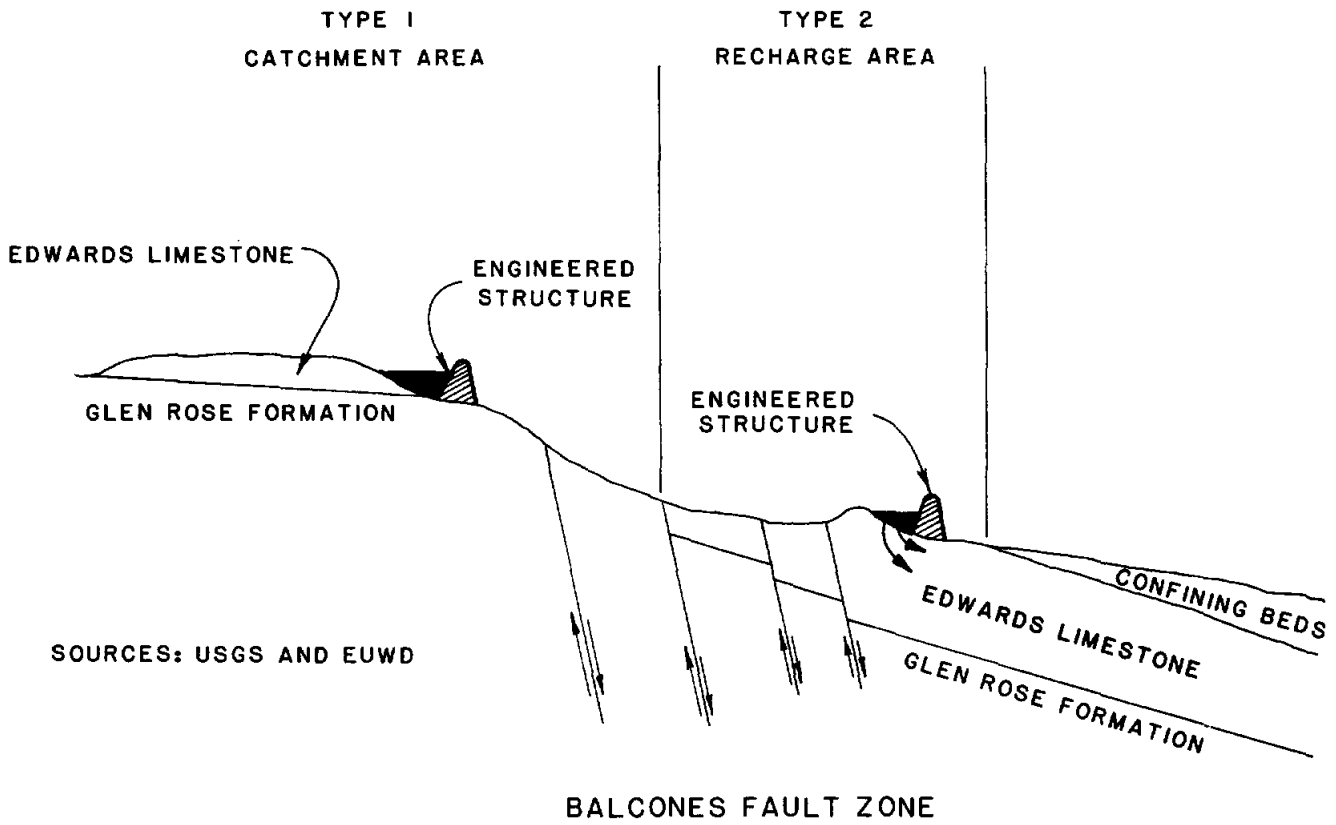 TYPE 1
CATCHMENT AREA
TYPE 2
RECHARGE AREA
EDWARDS LIMESTONE
ENGINEERED
STRUCTURE
GLEN ROSE FORMATION
ENGINEERED
STRUCTURE
CONFINING BEDS
EDWARDS LIMESTONE
GLEN ROSE FORMATION
SOURCES: USGS AND EUWD
BALCONES FAULT ZONE